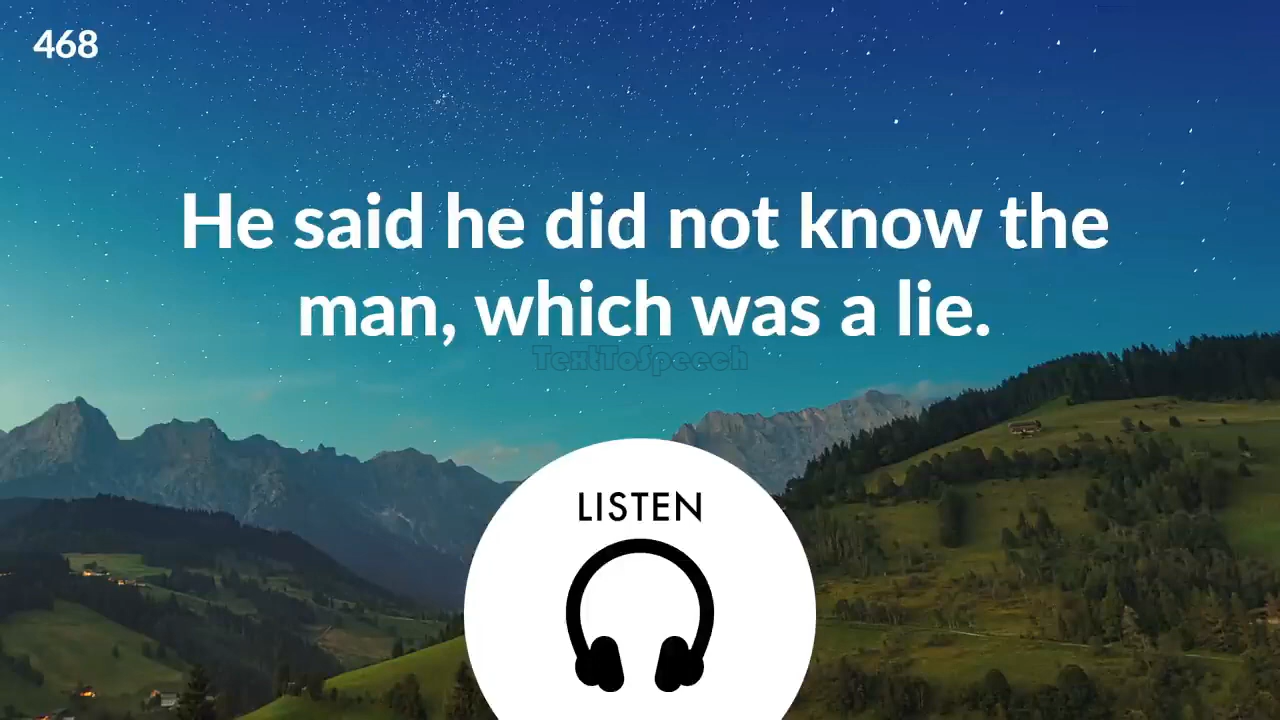 468
He said he did not know the
man, which was a lie.
TextToSpeech
LISTEN